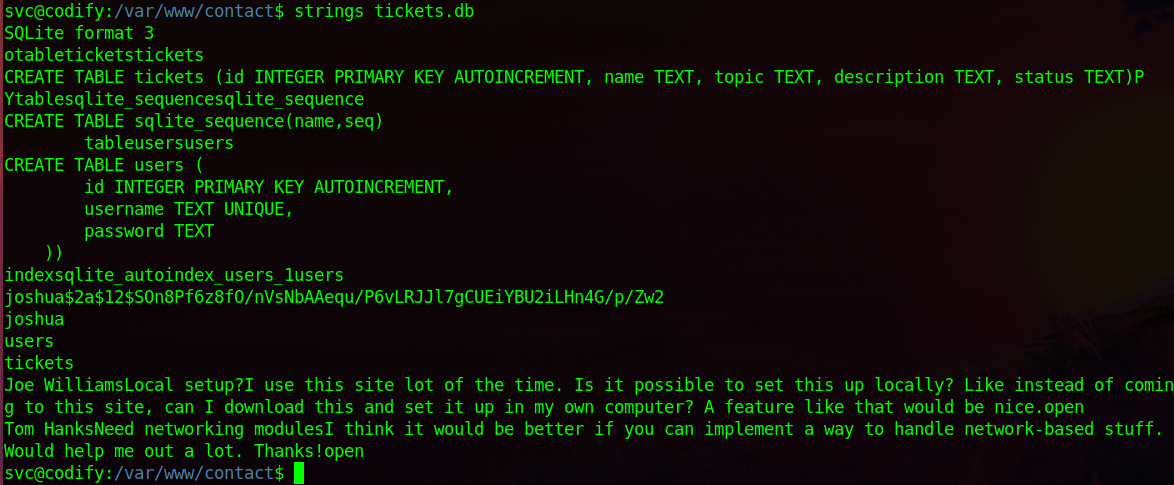 svc@codify:/var/www/contact$ strings tickets.db
SQLite format 3
otableticketstickets
CREATE TABLE tickets (id INTEGER PRIMARY KEY AUTOINCREMENT, name TEXT, topic TEXT, description TEXT, status TEXT)P
Ytablesqlite_sequencesqlite_sequence
CREATE TABLE sqlite_sequence(name,seq)
        tableusersusers
CREATE TABLE users (
        id INTEGER PRIMARY KEY AUTOINCREMENT,
        username TEXT UNIQUE,
        password TEXT
    ))
indexsqlite_autoindex_users_1users
joshua$2a$12$SOn8Pf6z8fO/nVsNbAAequ/P6vLRJJl7gCUEiYBU2iLHn4G/p/Zw2
joshua
users
tickets
Joe WilliamsLocal setup?I use this site lot of the time. Is it possible to set this up locally? Like instead of comin
g to this site, can I download this and set it up in my own computer? A feature like that would be nice.open
Tom HanksNeed networking modulesI think it would be better if you can implement a way to handle network-based stuff.
Would help me out a lot. Thanks!open
svc@codify:/var/www/contact$